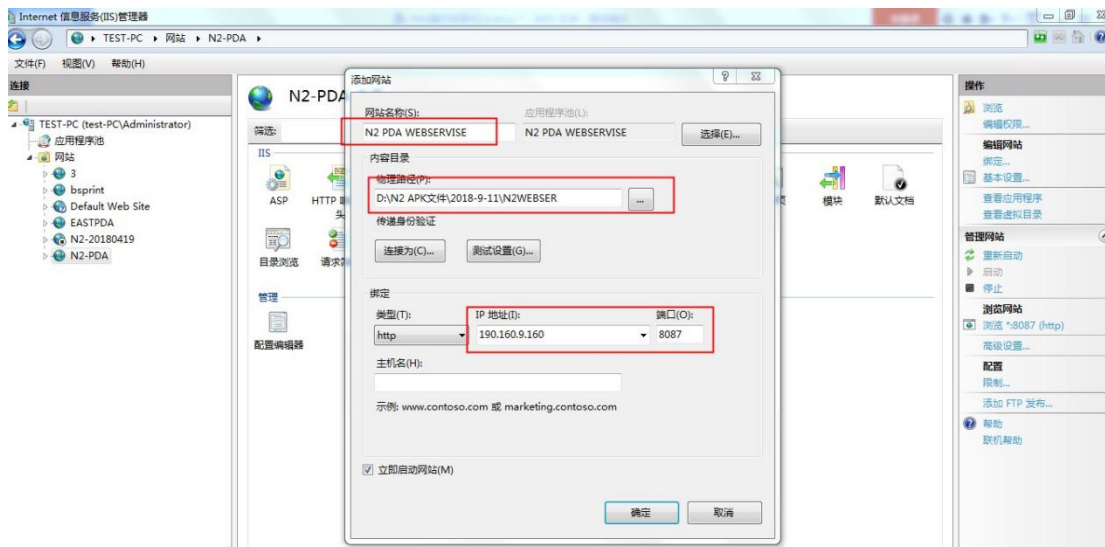 Internet 信息服务(IIS)管理器
TEST-PC 网站 N2-PDA
文件(F) 视图(V) 帮助(H)
连接
TEST-PC (test-PC\Administrator)
应用程序池
网站
3
bsprint
Default Web Site
EASTPDA
N2-20180419
N2-PDA
N2-PDA
筛选:
IIS
ASP
HTTP
头
目录浏览
管理
配置编辑器
模块
默认文档
添加网站
网站名称(S):
应用程序池(L):
N2 PDA WEBSERVISE
N2 PDA WEBSERVISE
选择(E)...
内容目录
物理路径(P):
D:\N2 APK文件\2018-9-11\N2WEBSER
...
传递身份验证
连接为(C)...
测试设置(G)...
绑定
类型(T):
IP 地址(I):
端口(O):
http
190.160.9.160
8087
主机名(H):
示例: www.contoso.com 或 marketing.contoso.com
立即启动网站(M)
确定
取消
操作
浏览
编辑权限...
编辑网站
绑定...
基本设置...
查看应用程序
查看虚拟目录
管理网站
重新启动
启动
停止
浏览网站
浏览 *:8087 (http)
高级设置...
配置
限制...
添加 FTP 发布...
帮助
联机帮助